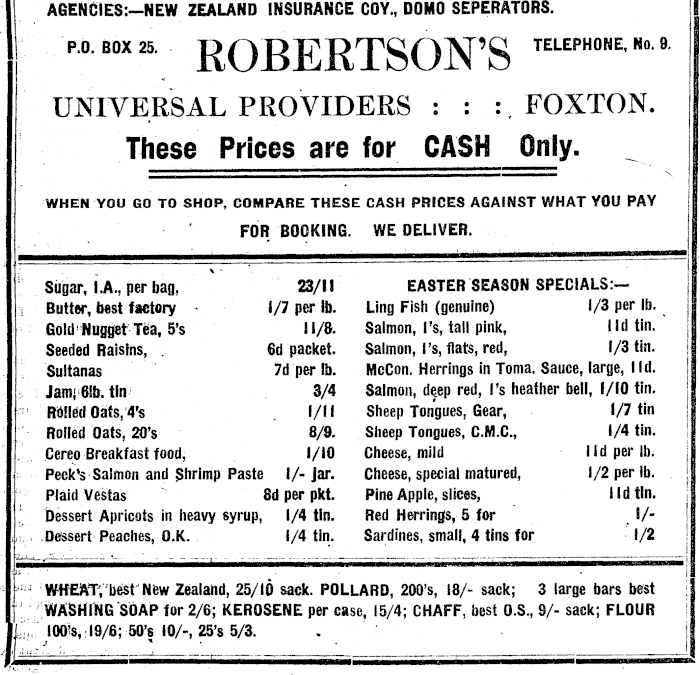 AGENCIES:—NEW ZEALAND INSURANCE COY., DOMO SEPERATORS.
P.O. BOX 25. ROBERTSON'S TELEPHONE, No. 9.
UNIVERSAL PROVIDERS : : : FOXTON.
These Prices are for CASH Only.
WHEN YOU GO TO SHOP, COMPARE THESE CASH PRICES AGAINST WHAT YOU PAY
FOR BOOKING. WE DELIVER.
Sugar, I.A., per bag, 23/11
Butter, best factory 1/7 per lb.
Gold Nugget Tea, 5's 11/8.
Seeded Raisins, 6d packet.
Sultanas 7d per lb.
Jam, 6lb. tin 3/4
Rolled Oats, 4's 1/11
Rolled Oats, 20's 8/9.
Cereo Breakfast food, 1/10
Peck's Salmon and Shrimp Paste 1/- jar.
Plaid Vestas 8d per pkt.
Dessert Apricots in heavy syrup, 1/4 tin.
Dessert Peaches, O.K. 1/4 tin.
EASTER SEASON SPECIALS:—
Ling Fish (genuine) 1/3 per lb.
Salmon, 1's, tall pink, 11d tin.
Salmon, 1's, flats, red, 1/3 tin.
McCon. Herrings in Toma. Sauce, large, 11d.
Salmon, deep red, 1's heather bell, 1/10 tin.
Sheep Tongues, Gear, 1/7 tin
Sheep Tongues, C.M.C., 1/4 tin.
Cheese, mild 11d per lb.
Cheese, special matured, 1/2 per lb.
Pine Apple, slices, 11d tin.
Red Herrings, 5 for 1/-
Sardines, small, 4 tins for 1/2
WHEAT, best New Zealand, 25/10 sack. POLLARD, 200's, 18/- sack; 3 large bars best
WASHING SOAP for 2/6; KEROSENE per case, 15/4; CHAFF, best O.S., 9/- sack; FLOUR
100's, 19/6; 50's 10/-, 25's 5/3.